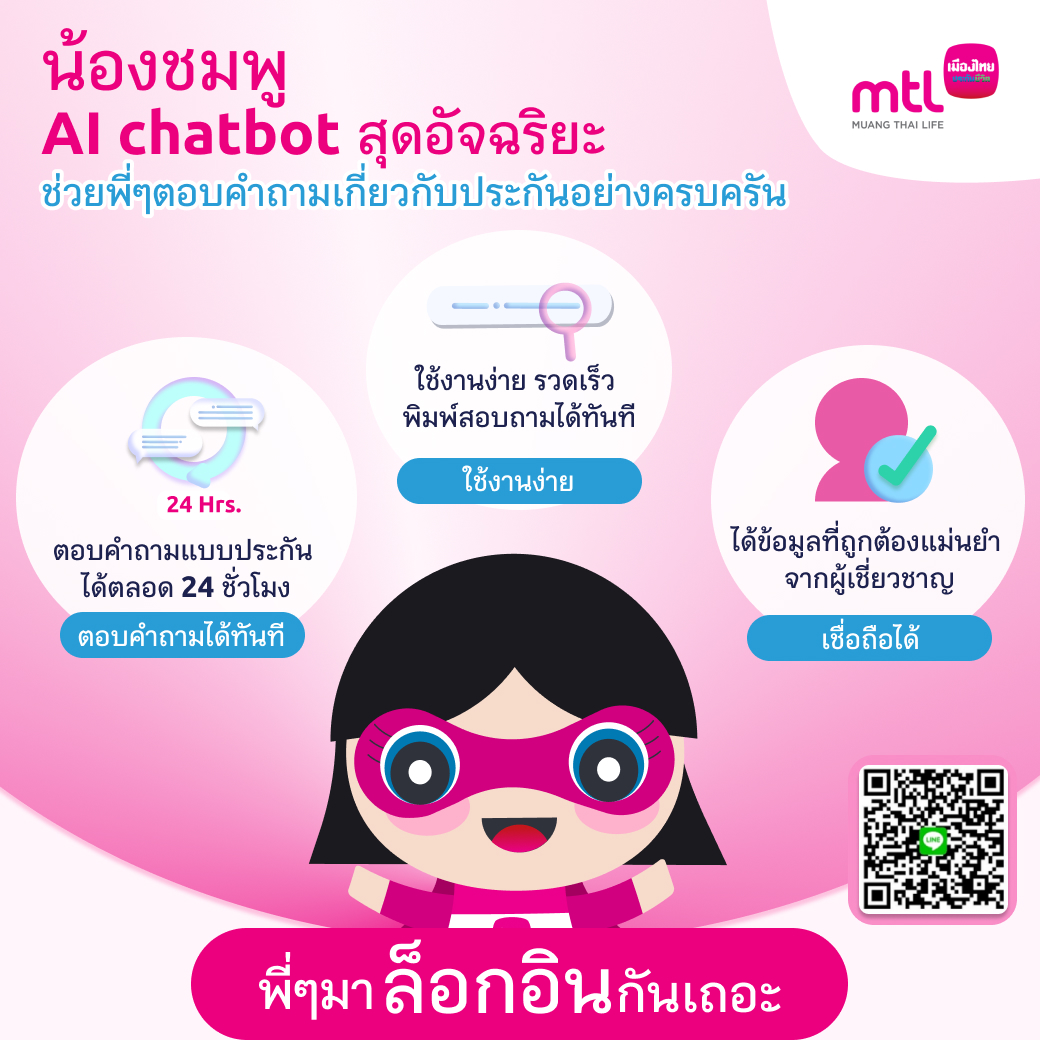 น้องชมพู
AI chatbot สุดอัจฉริยะ
ช่วยพี่ๆตอบคำถามเกี่ยวกับประกันอย่างครบครัน
mtl
MUANG THAI LIFE
เมืองไทย
ประกันชีวิต
ใช้งานง่าย รวดเร็ว
พิมพ์สอบถามได้ทันที
ใช้งานง่าย
24 Hrs.
ตอบคำถามแบบประกัน
ได้ตลอด 24 ชั่วโมง
ตอบคำถามได้ทันที
ได้ข้อมูลที่ถูกต้องแม่นยำ
จากผู้เชี่ยวชาญ
เชื่อถือได้
LINE
พี่ๆมาล็อกอินกันเถอะ